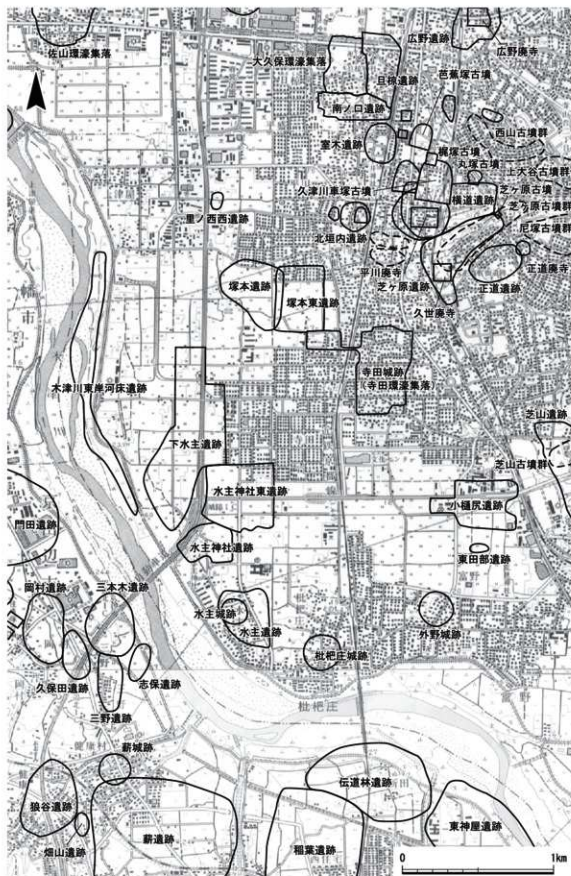 佐山環濠集落
大久保環濠集落
旦椋遺跡
広野遺跡
広野廃寺
芭蕉塚古墳
南ノ口遺跡
室木遺跡
西山古墳群
梶塚古墳
丸塚古墳
上大谷古墳群
久津川車塚古墳
横道遺跡
芝ヶ原古墳
芝ヶ原古墳群
里ノ西西遺跡
北垣内遺跡
尼塚古墳群
平川廃寺
芝ケ原遺跡
正道遺跡
正道廃寺
久世廃寺
塚本遺跡
塚本東遺跡
八幡市
木津川東岸河床遺跡
寺田城跡
(寺田環濠集落)
下水主遺跡
芝山遺跡
芝山古墳群
水主神社東遺跡
小樋尻遺跡
門田遺跡
水主神社遺跡
東田部遺跡
富野
岡村遺跡
三本木遺跡
水主城跡
水主遺跡
外野城跡
枇杷庄城跡
久保田遺跡
志保遺跡
三野遺跡
枇杷庄
薪城跡
狼谷遺跡
伝道林遺跡
畑山遺跡
薪遺跡
稲葉遺跡
東神屋遺跡
0 1km